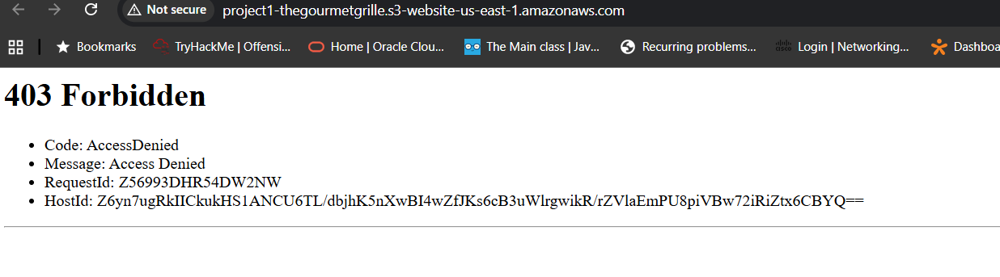 Not secure project1-thegourmetgrille.s3-website-us-east-1.amazonaws.com
Bookmarks TryHackMe | Offensi... Home | Oracle Clou... The Main class | Jav... Recurring problems... Login | Networking... Dashboa
403 Forbidden
• Code: AccessDenied
• Message: Access Denied
• RequestId: Z56993DHR54DW2NW
• HostId: Z6yn7ugRkIICkukHS1ANCU6TL/dbjhK5nXwBI4wZfJKs6cB3uWlrgwikR/rZVlaEmPU8piVBw72iRiZtx6CBYQ==